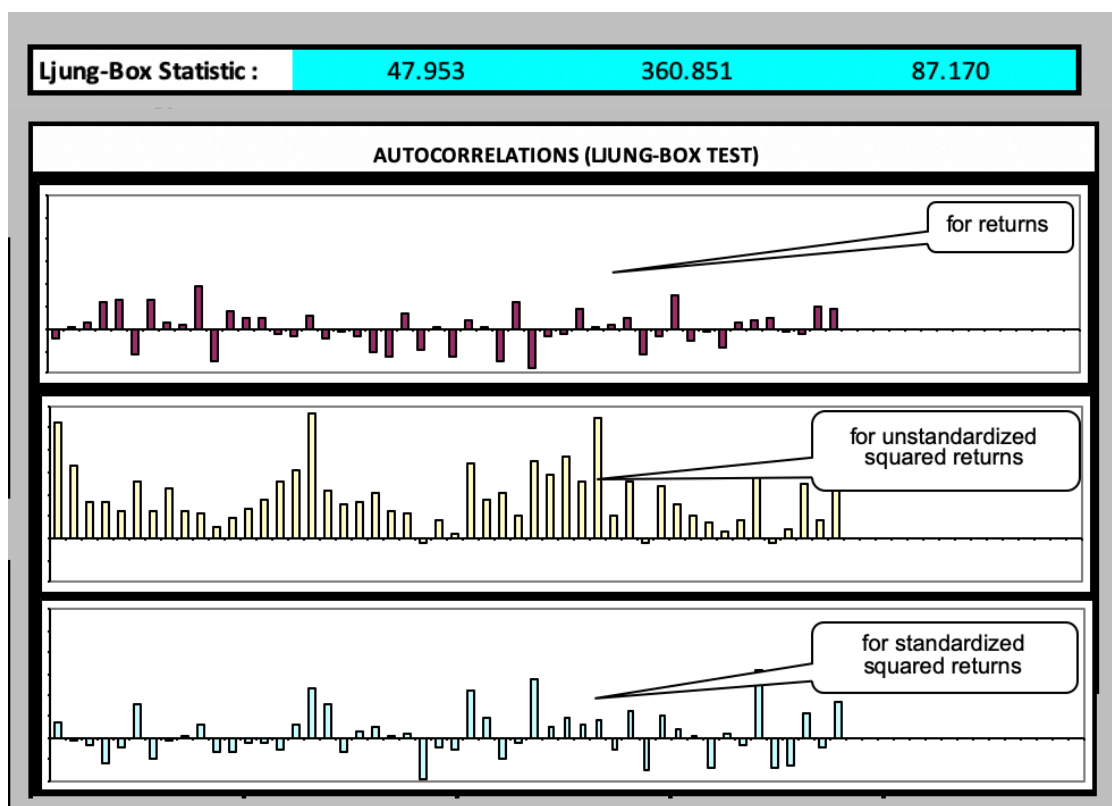 Ljung-Box Statistic : 47.953 360.851 87.170
AUTOCORRELATIONS (LJUNG-BOX TEST)
for returns
for unstandardized
squared returns
for standardized
squared returns